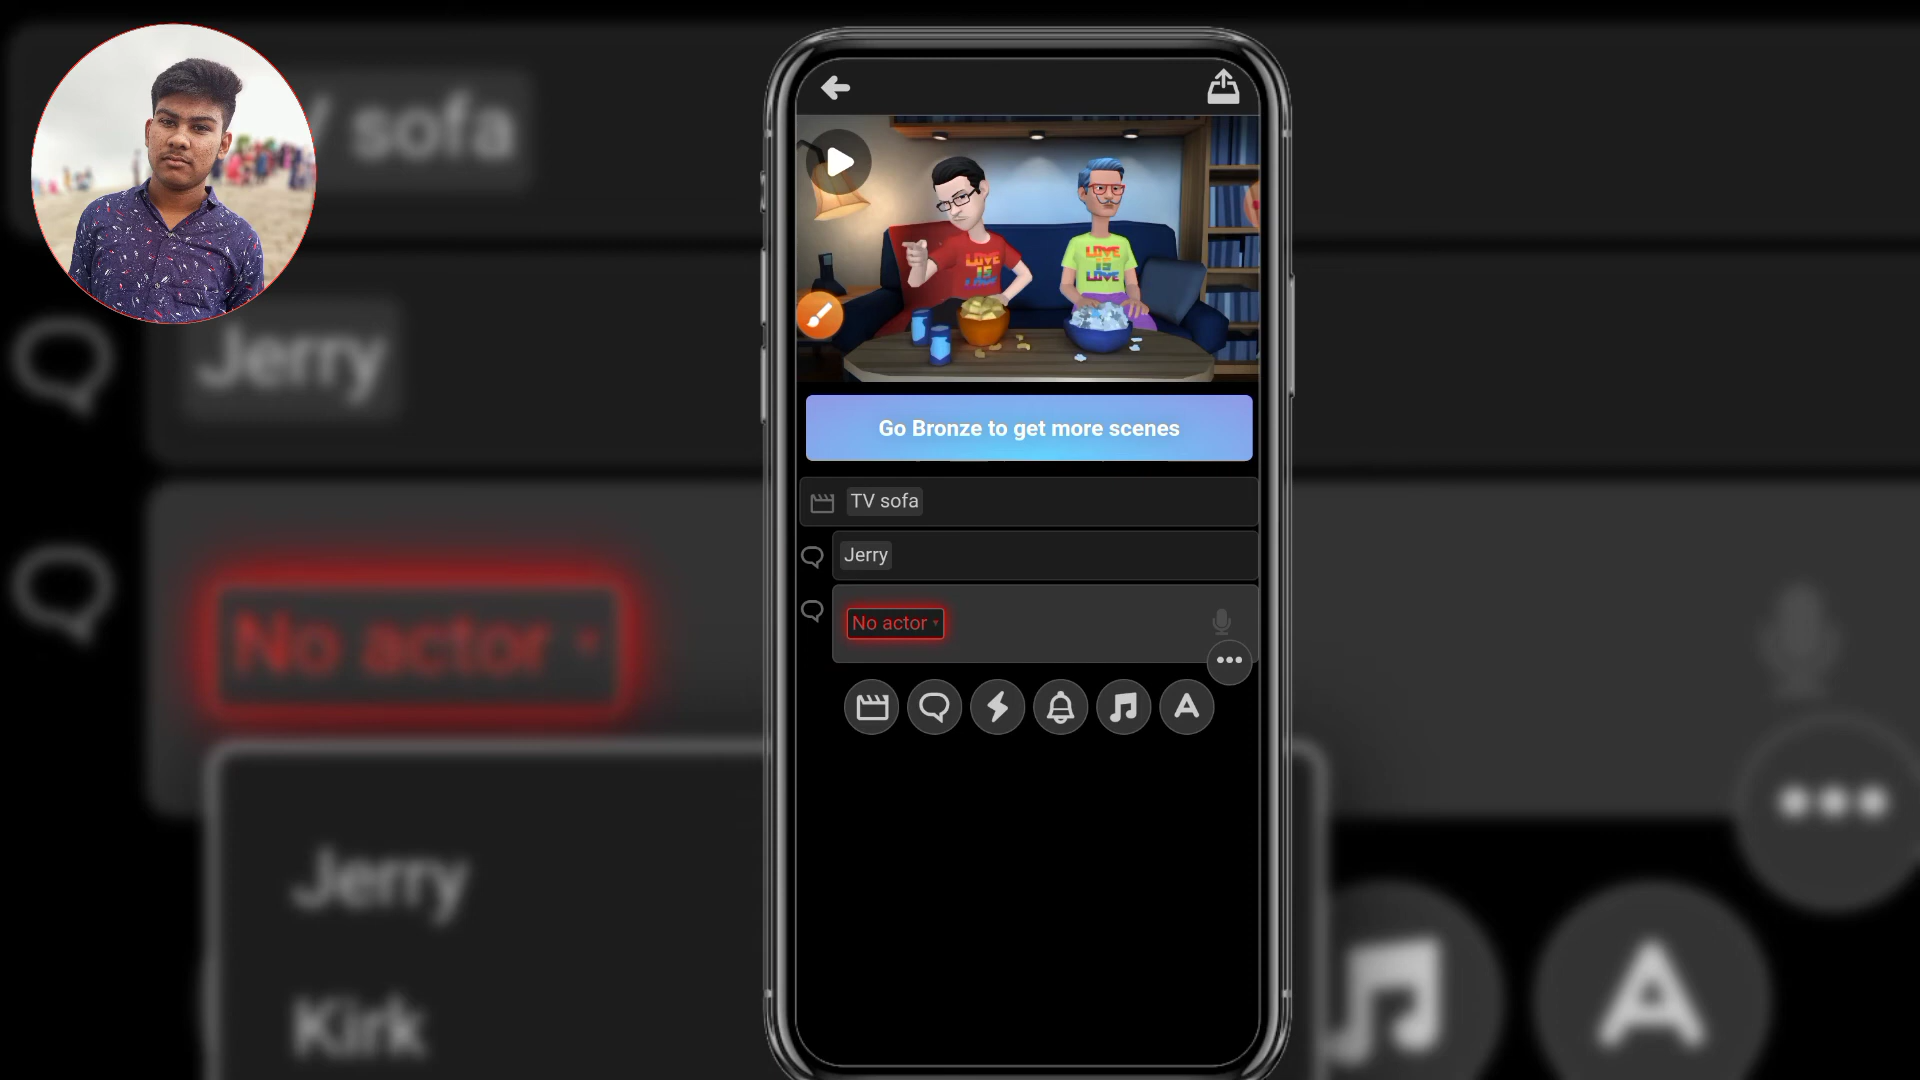 sofa
Jerry
No actor
Jerry
Kirk
LOVE
IS
LOVE
IS
LOVE
Go Bronze to get more scenes
TV sofa
Jerry
No actor
A
A